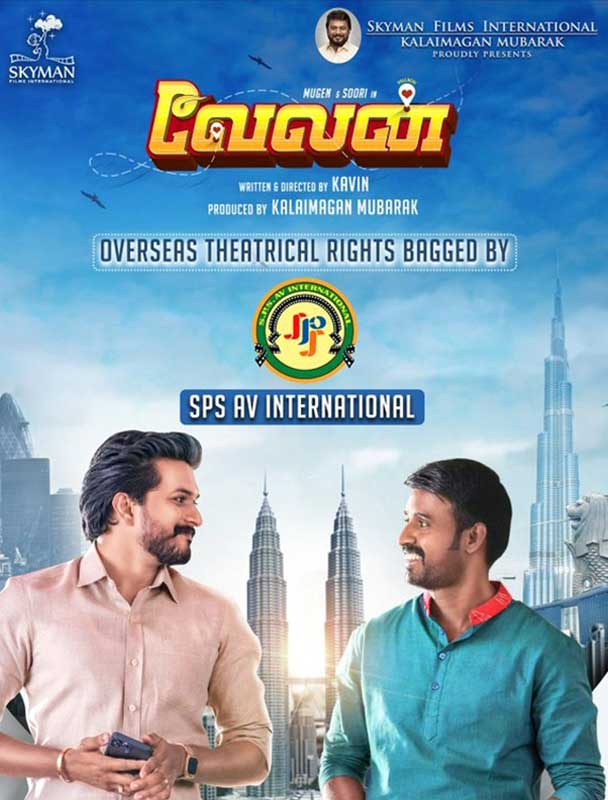 SKYMAN
FILMS INTERNATIONAL
SKYMAN FILMS INTERNATIONAL
KALAIMAGAN MUBARAK
PROUDLY PRESENTS
MUGEN & SOORI IN
வேலன்
WRITTEN & DIRECTED BY KAVIN
PRODUCED BY KALAIMAGAN MUBARAK
OVERSEAS THEATRICAL RIGHTS BAGGED BY
S.P.S. AV INTERNATIONAL
SPS
SPS AV INTERNATIONAL